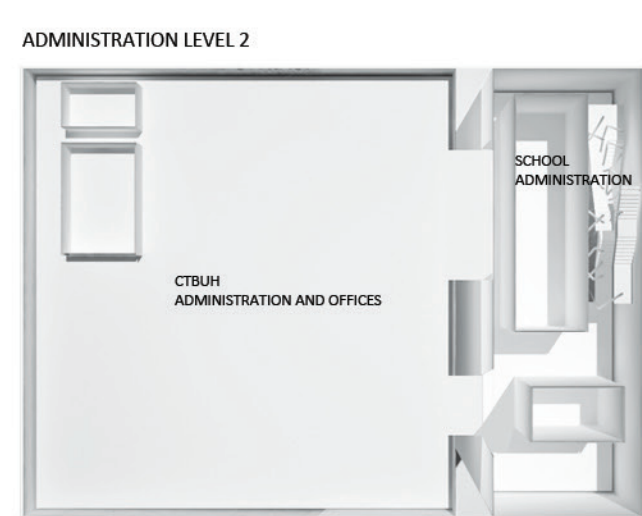 ADMINISTRATION LEVEL 2
SCHOOL
ADMINISTRATION
CTBUH
ADMINISTRATION AND OFFICES